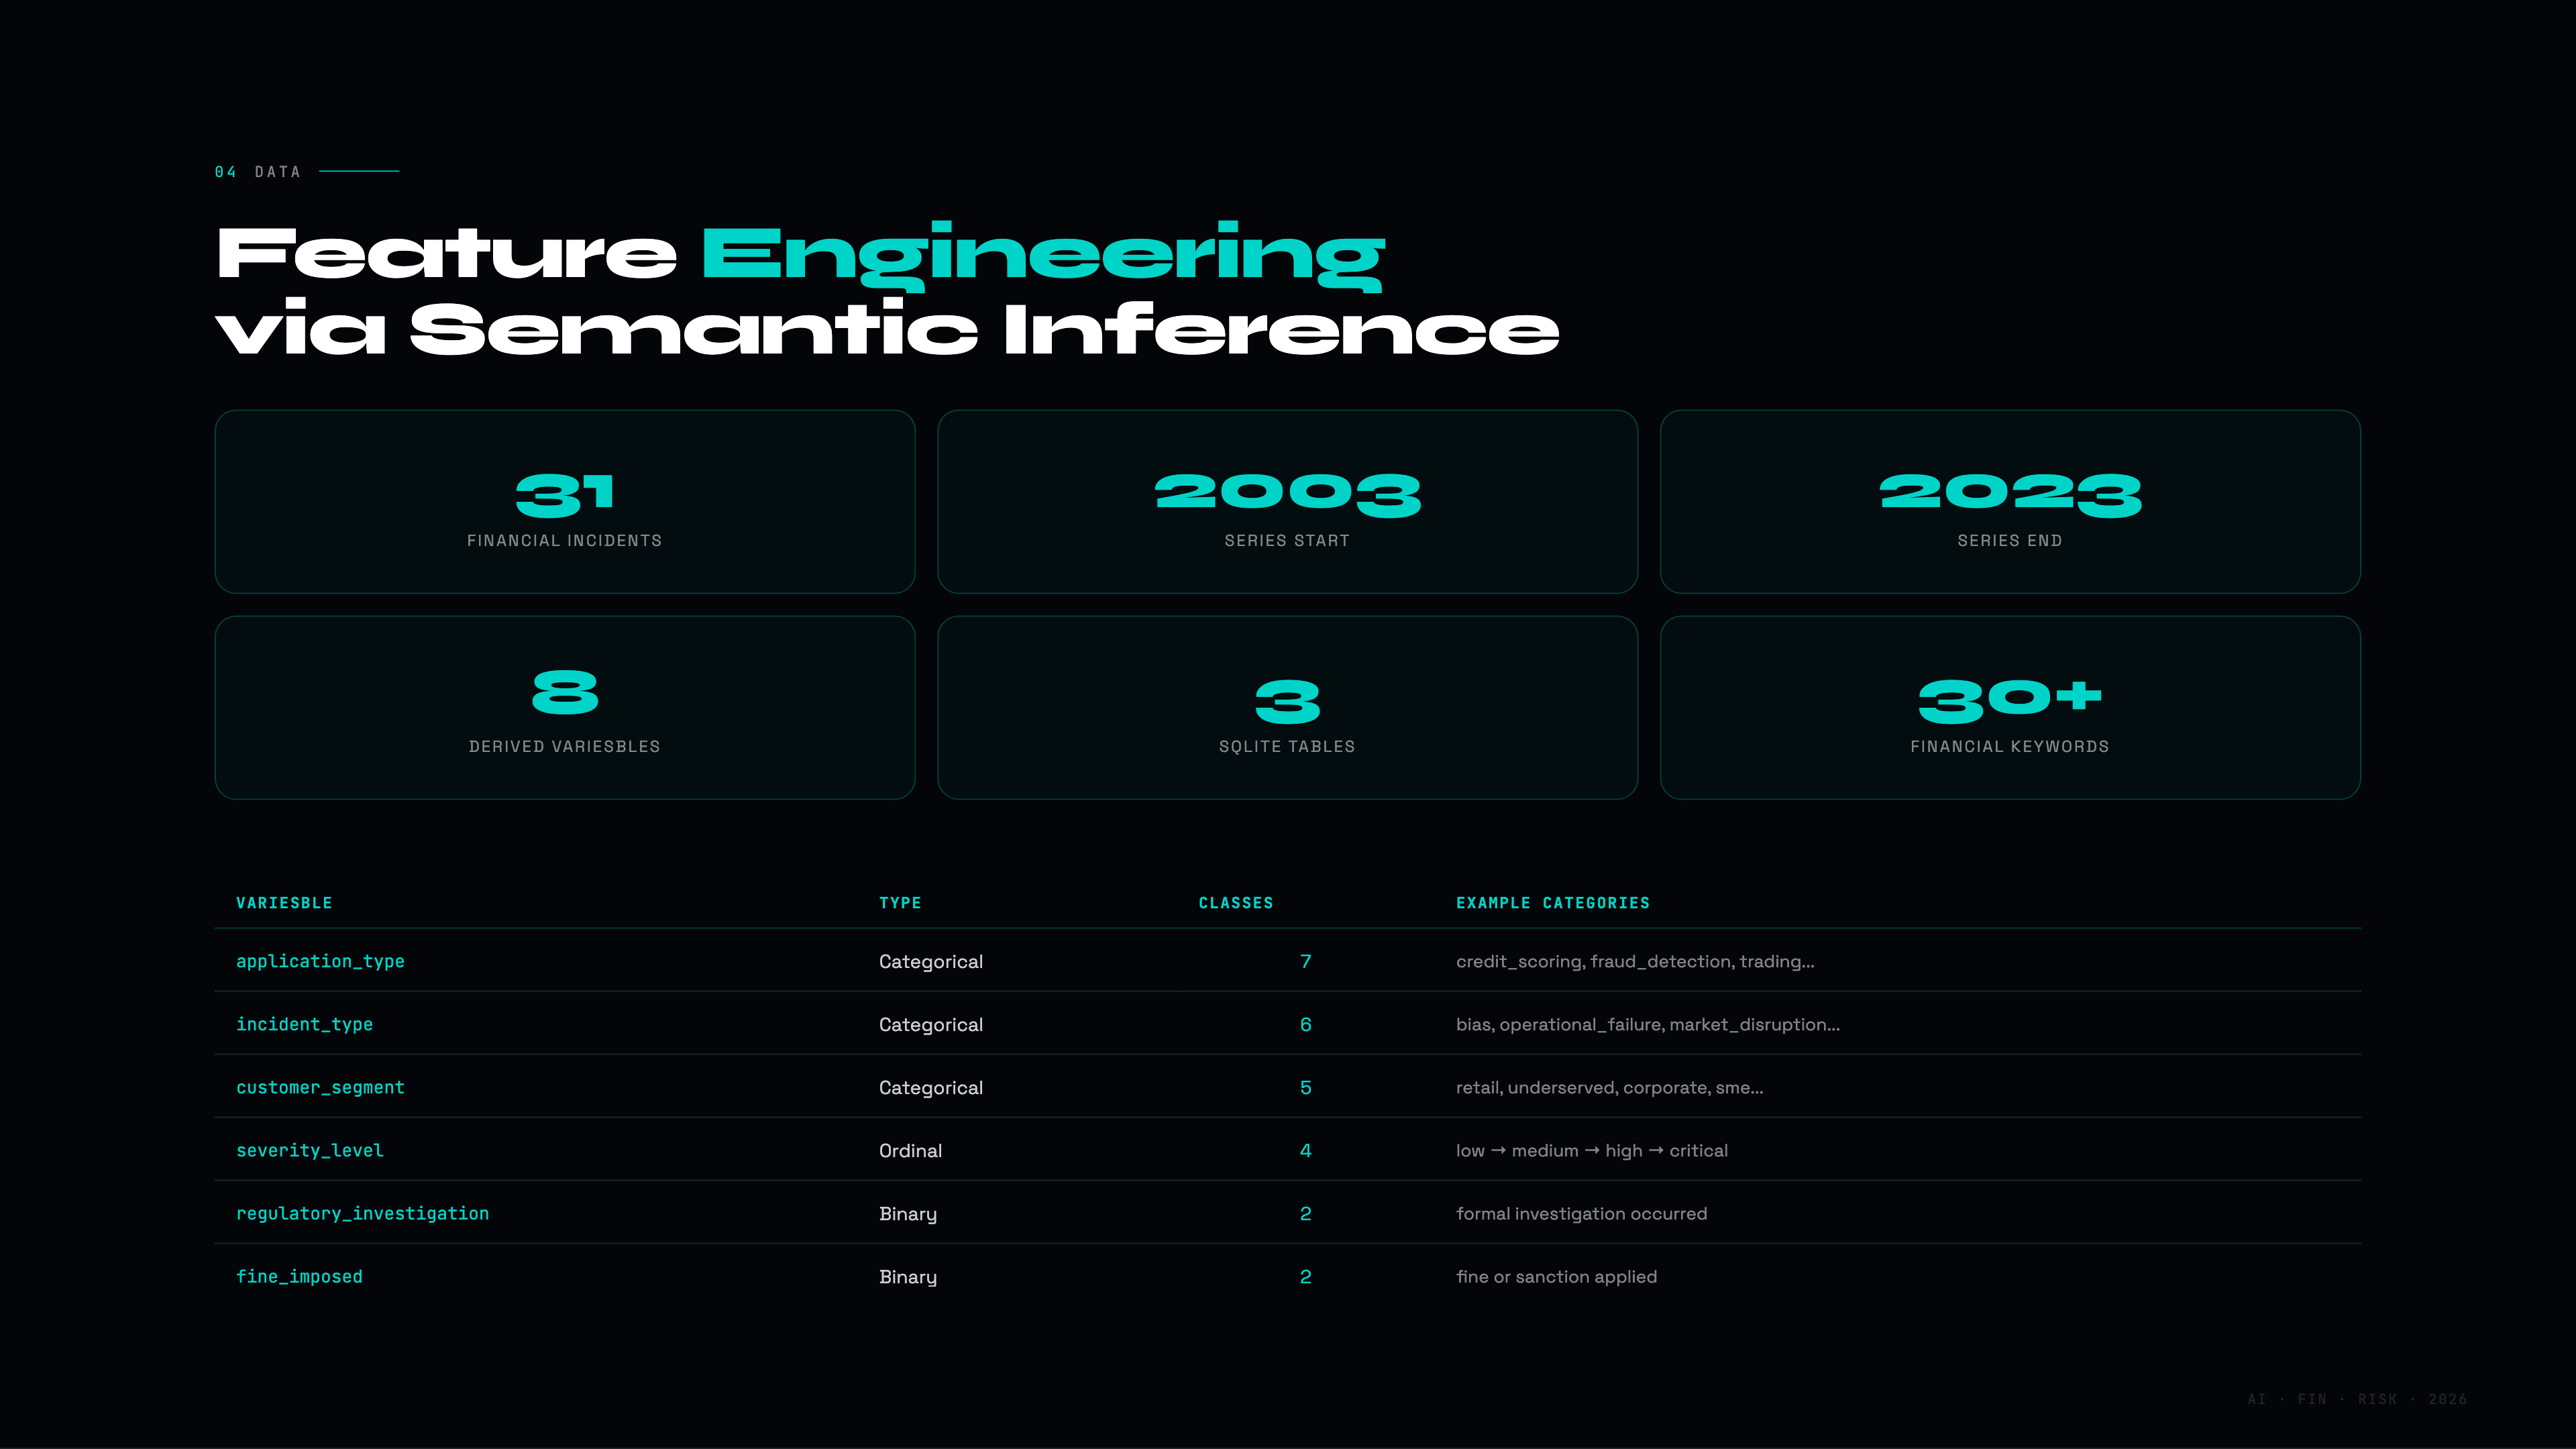 04 DATA
Feature Engineering
via Semantic Inference
31
FINANCIAL INCIDENTS
2003
SERIES START
2023
SERIES END
8
DERIVED VARIESBLES
3
SQLITE TABLES
30+
FINANCIAL KEYWORDS
VARIESBLE TYPE CLASSES EXAMPLE CATEGORIES
application_type Categorical 7 credit_scoring, fraud_detection, trading...
incident_type Categorical 6 bias, operational_failure, market_disruption...
customer_segment Categorical 5 retail, underserved, corporate, sme...
severity_level Ordinal 4 low → medium → high → critical
regulatory_investigation Binary 2 formal investigation occurred
fine_imposed Binary 2 fine or sanction applied
AI · FIN · RISK · 2026